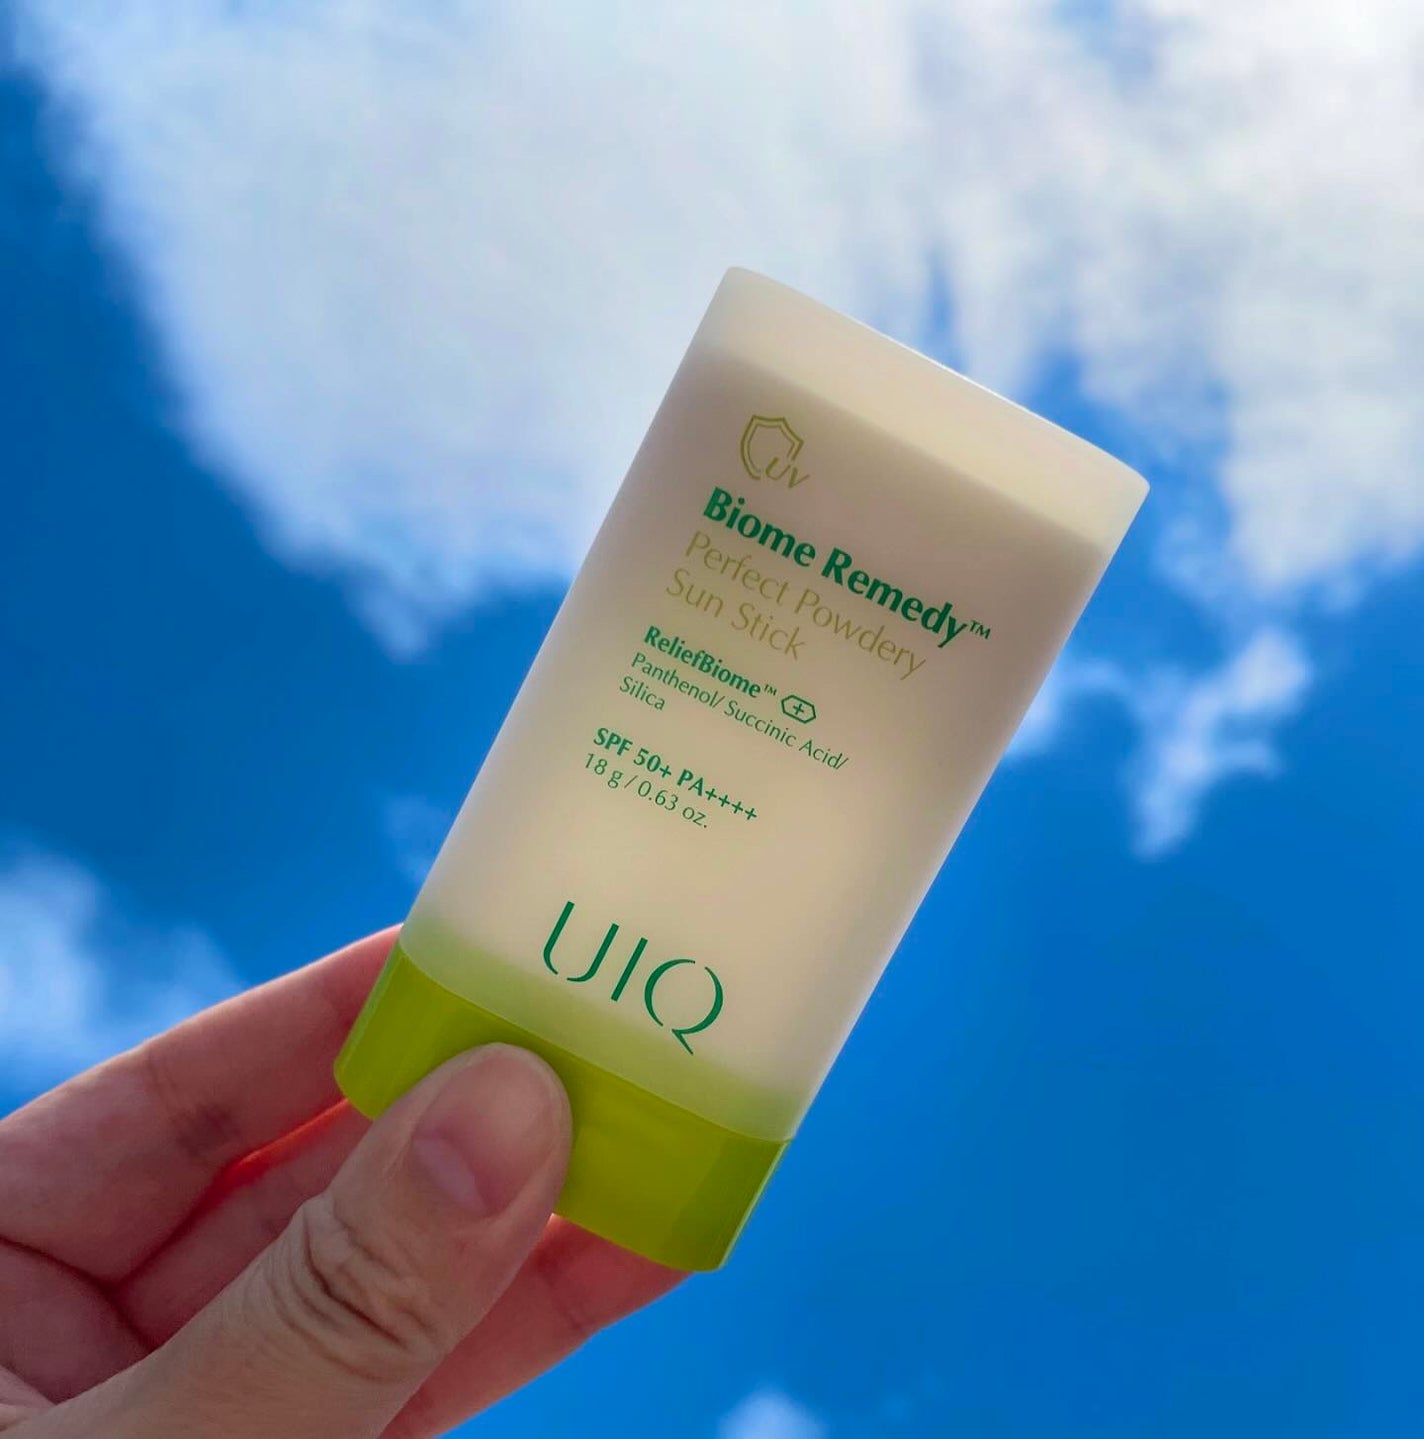 UV
Biome Remedy™
Perfect Powdery
Sun Stick
ReliefBiome™
Panthenol/ Succinic Acid/
Silica
SPF 50+ PA++++
18 g / 0.63 oz.
UIQ